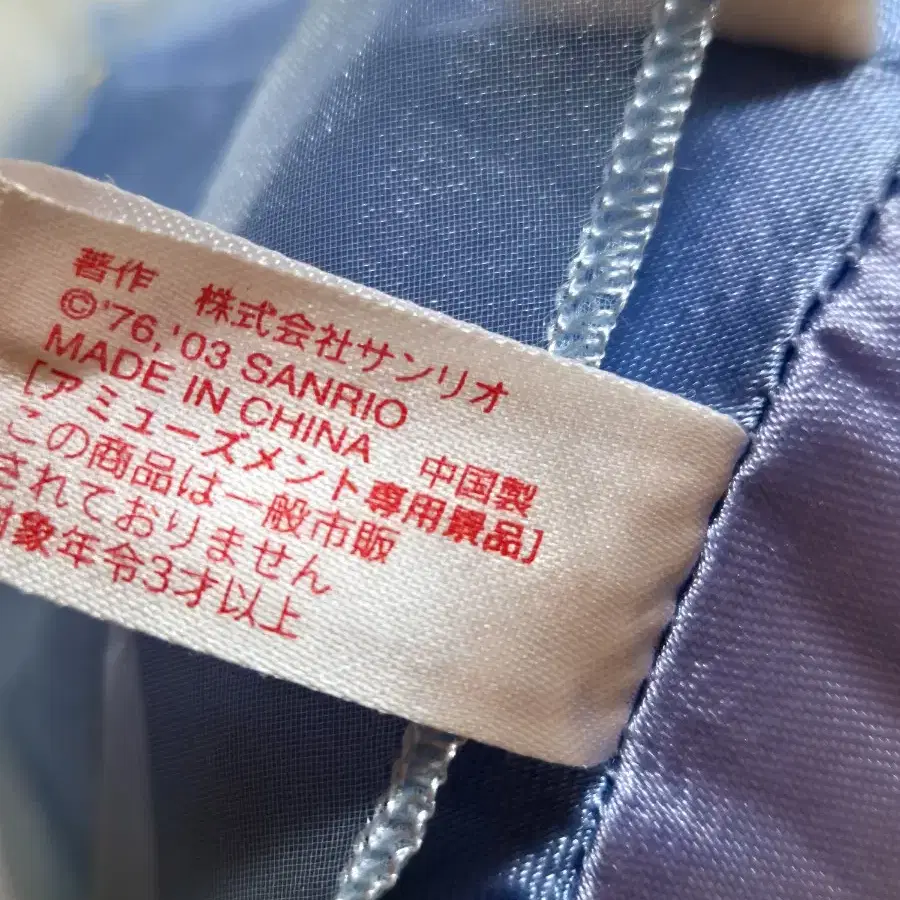 著作 株式会社サンリオ
©'76,'03 SANRIO
MADE IN CHINA 中国製
[アミューズメント専用景品]
この商品は一般市販
されておりません
対象年令3才以上